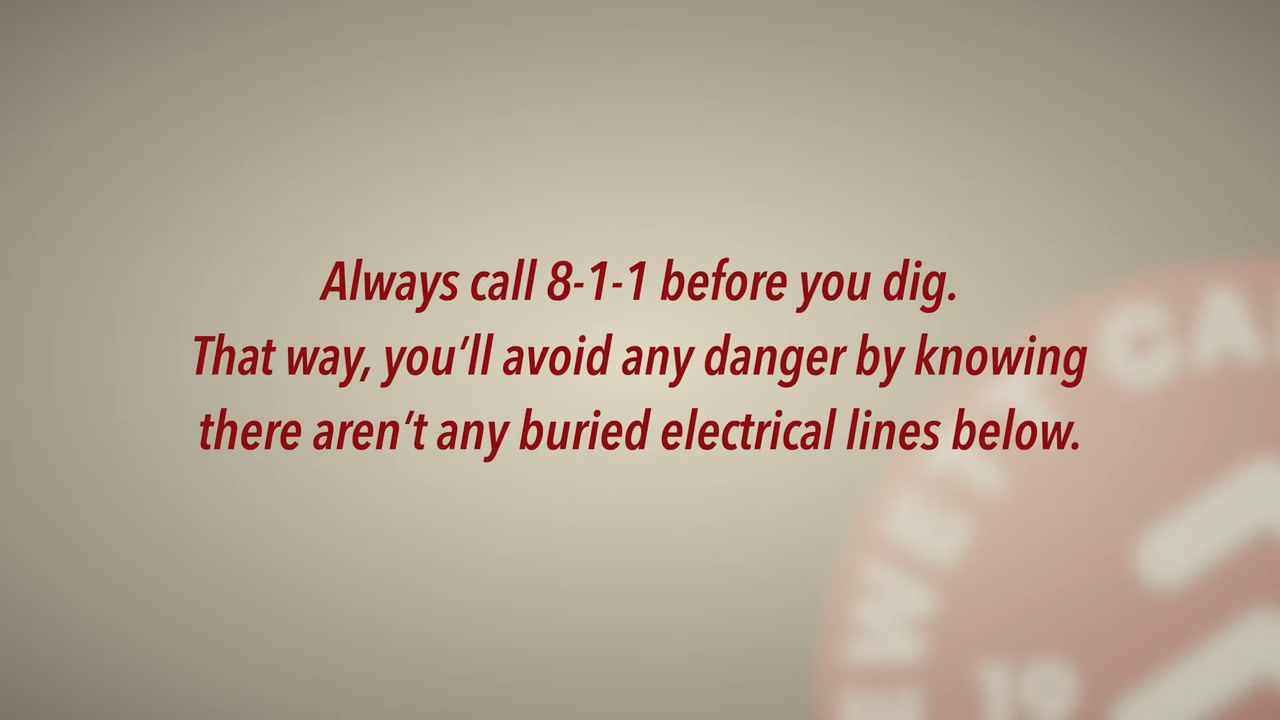 Always call 8-1-1 before you dig.
That way, you’ll avoid any danger by knowing
there aren’t any buried electrical lines below.